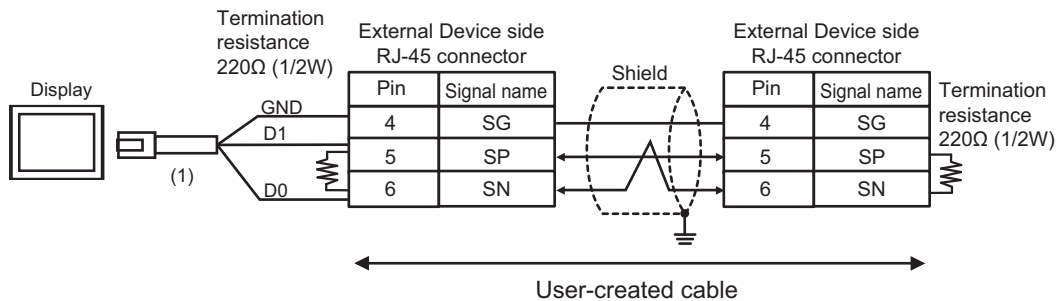 Termination
resistance
220Ω (1/2W)
External Device side
RJ-45 connector
External Device side
RJ-45 connector
Shield
Display
Pin
Signal name
Pin
Signal name
Termination
resistance
220Ω (1/2W)
GND
4
SG
4
SG
D1
5
SP
5
SP
(1)
D0
6
SN
6
SN
User-created cable